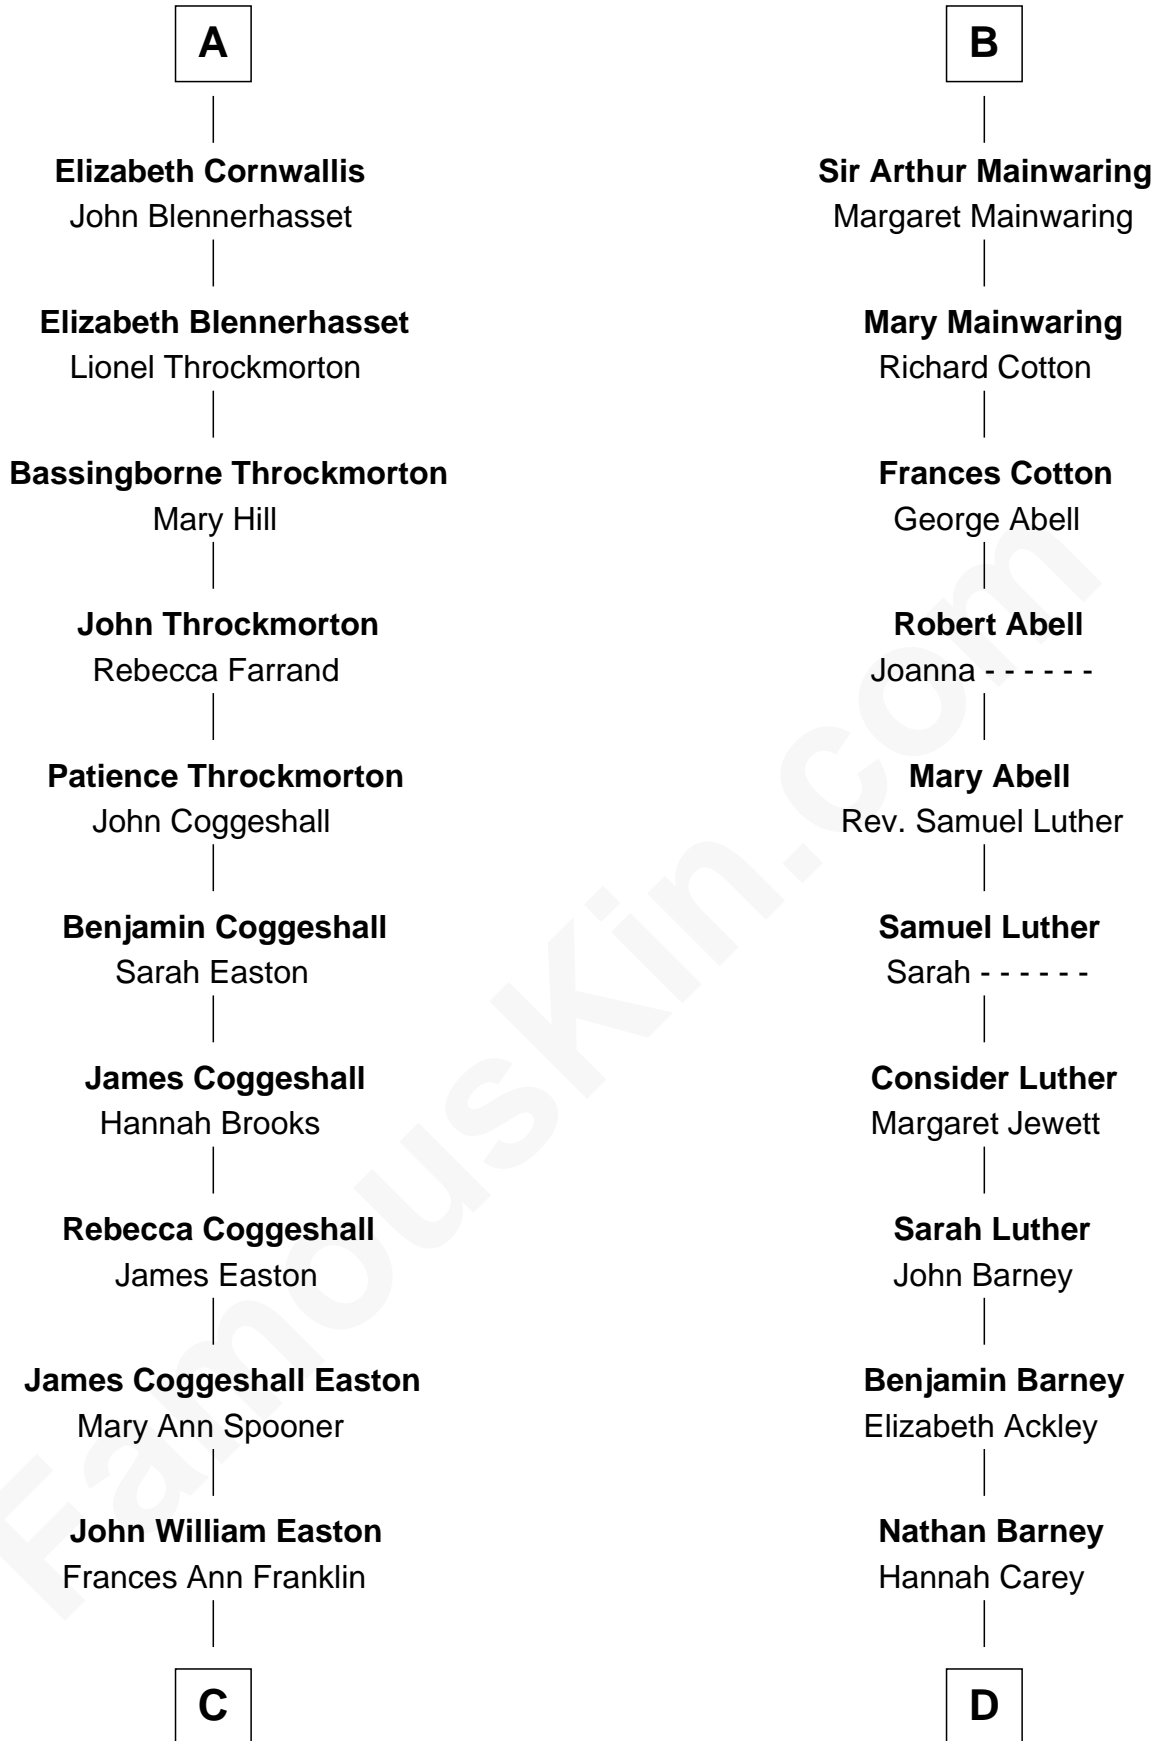 A
Elizabeth Cornwallis
John Blennerhasset
Elizabeth Blennerhasset
Lionel Throckmorton
Bassingborne Throckmorton
Mary Hill
John Throckmorton
Rebecca Farrand
Patience Throckmorton
John Coggeshall
Benjamin Coggeshall
Sarah Easton
James Coggeshall
Hannah Brooks
Rebecca Coggeshall
James Easton
James Coggeshall Easton
Mary Ann Spooner
John William Easton
Frances Ann Franklin
C
B
Sir Arthur Mainwaring
Margaret Mainwaring
Mary Mainwaring
Richard Cotton
Frances Cotton
George Abell
Robert Abell
Joanna - - - - - -
Mary Abell
Rev. Samuel Luther
Samuel Luther
Sarah - - - - - -
Consider Luther
Margaret Jewett
Sarah Luther
John Barney
Benjamin Barney
Elizabeth Ackley
Nathan Barney
Hannah Carey
D
FamousKin.com